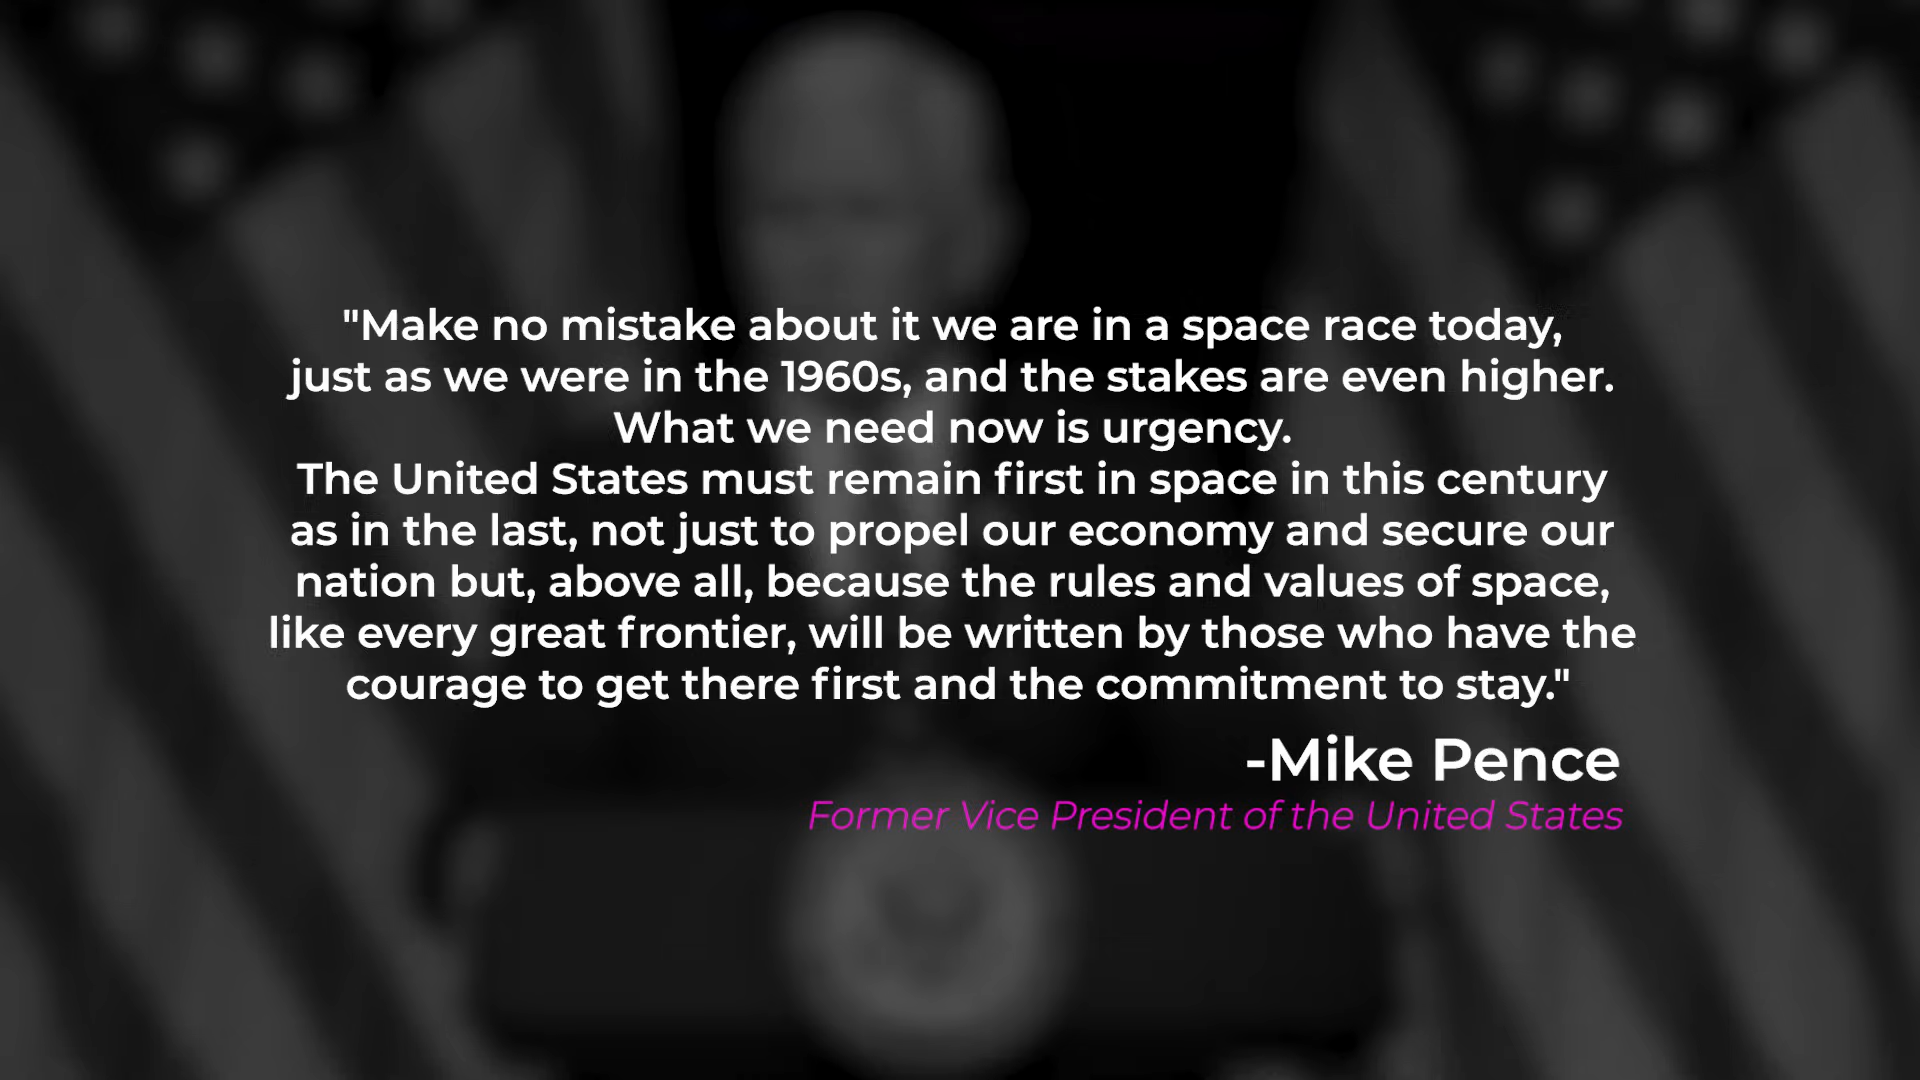 "Make no mistake about it we are in a space race today,
just as we were in the 1960s, and the stakes are even higher.
What we need now is urgency.
The United States must remain first in space in this century
as in the last, not just to propel our economy and secure our
nation but, above all, because the rules and values of space,
like every great frontier, will be written by those who have the
courage to get there first and the commitment to stay."
-Mike Pence
Former Vice President of the United States